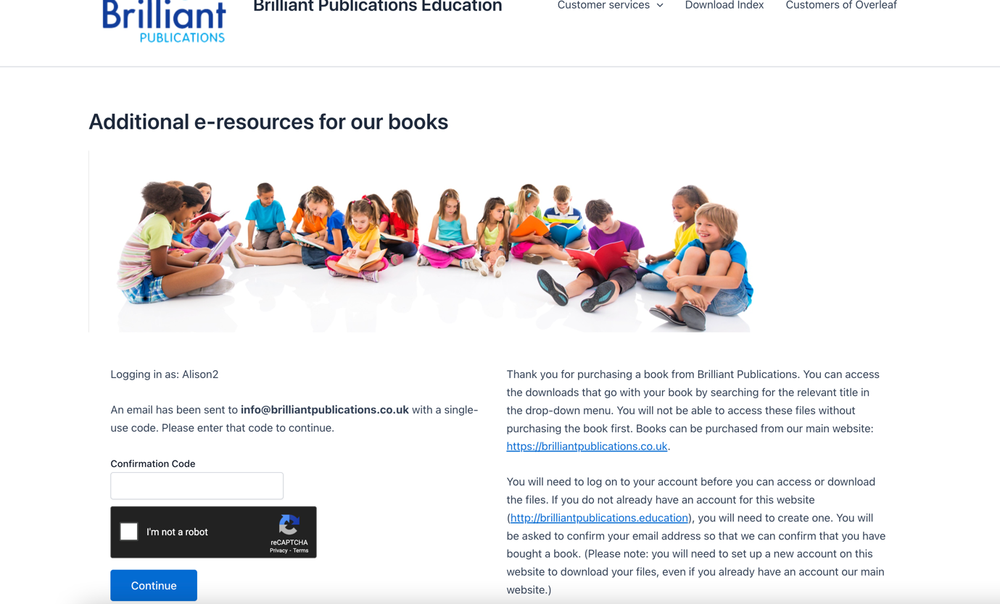 Brilliant
PUBLICATIONS
Brilliant Publications Education
Customer services
Download Index
Customers of Overleaf
Additional e-resources for our books
Logging in as: Alison2
An email has been sent to info@brilliantpublications.co.uk with a single-
use code. Please enter that code to continue.
Confirmation Code
I'm not a robot
reCAPTCHA
Privacy - Terms
Continue
Thank you for purchasing a book from Brilliant Publications. You can access
the downloads that go with your book by searching for the relevant title in
the drop-down menu. You will not be able to access these files without
purchasing the book first. Books can be purchased from our main website:
https://brilliantpublications.co.uk.
You will need to log on to your account before you can access or download
the files. If you do not already have an account for this website
(http://brilliantpublications.education), you will need to create one. You will
be asked to confirm your email address so that we can confirm that you have
bought a book. (Please note: you will need to set up a new account on this
website to download your files, even if you already have an account our main
website.)